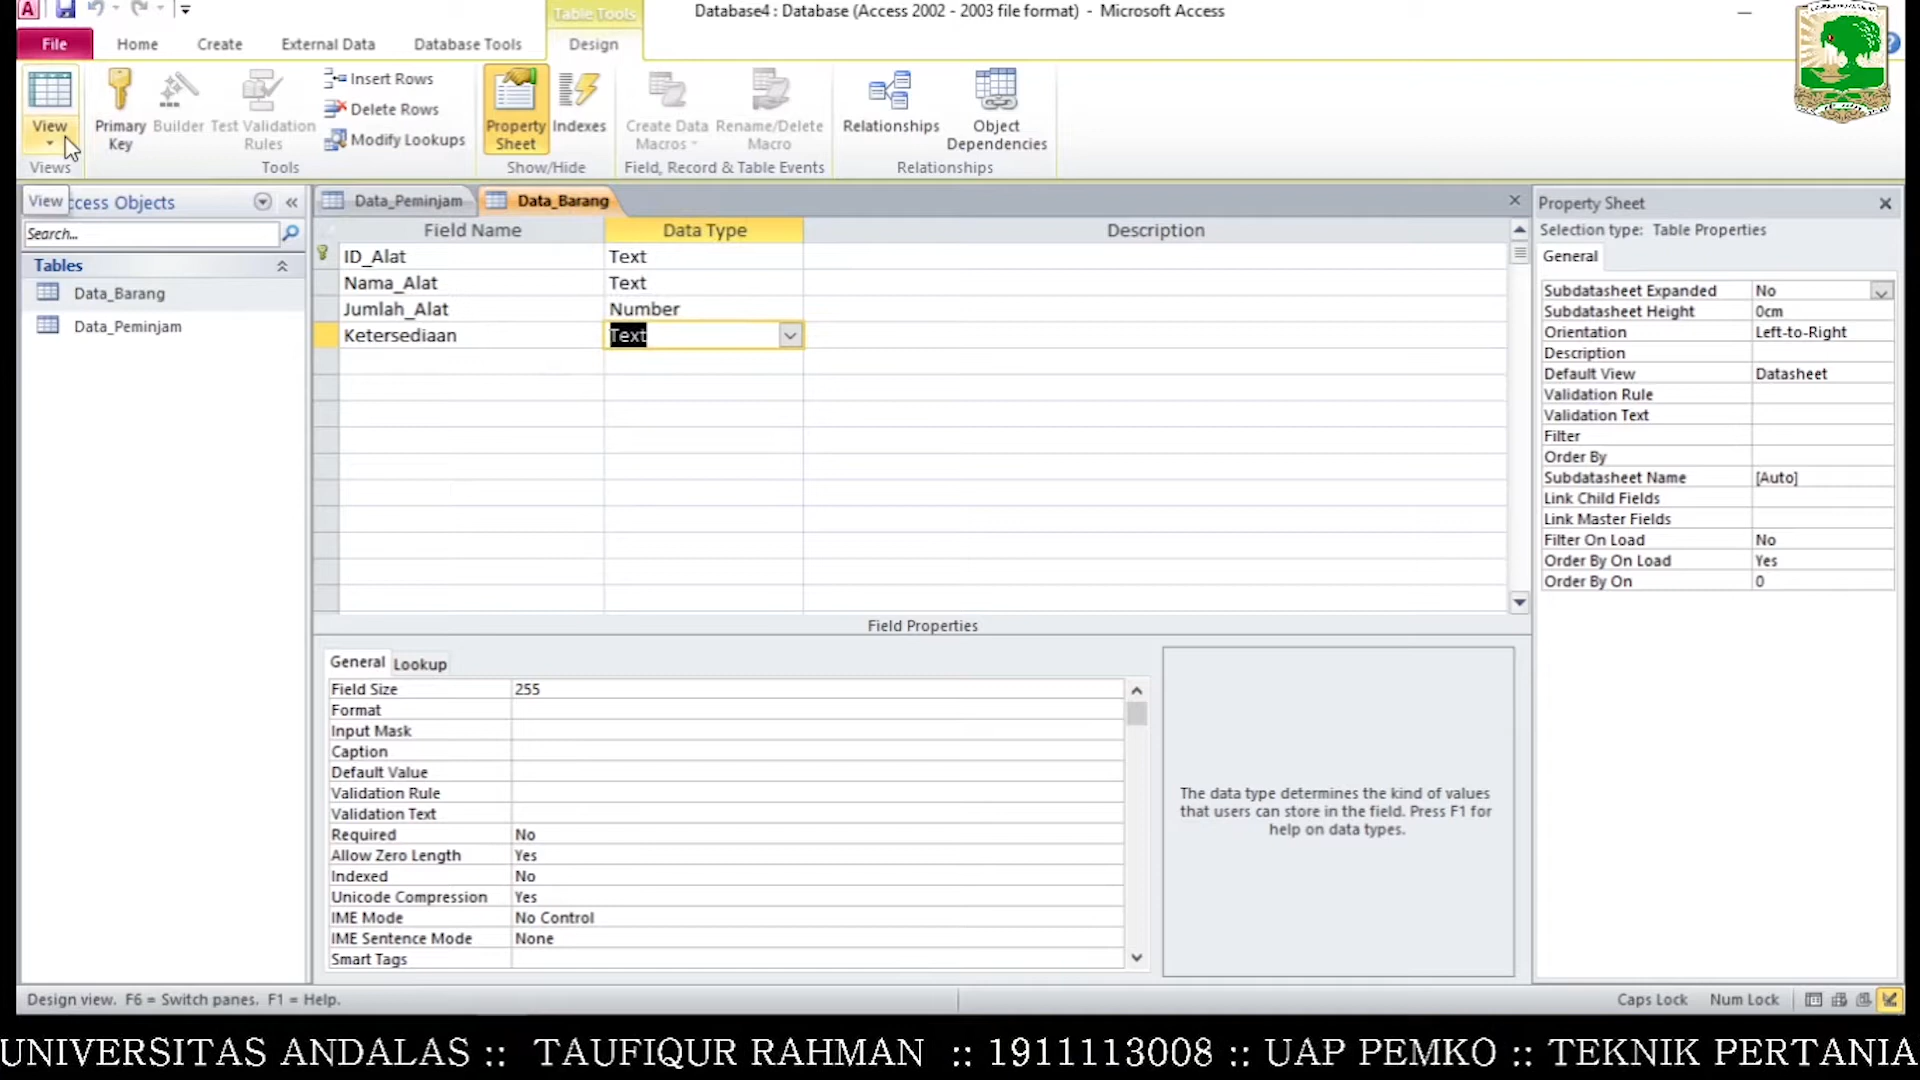 Database4 : Database (Access 2002 - 2003 file format) - Microsoft Access
Table Tools
File
Home
Create
External Data
Database Tools
Design
View
Primary Key
Builder
Test Validation Rules
Insert Rows
Delete Rows
Modify Lookups
Property Sheet
Indexes
Create Data Macros
Rename/Delete Macro
Relationships
Object Dependencies
Views
Tools
Show/Hide
Field, Record & Table Events
Relationships
View
cess Objects
Search...
Tables
Data_Barang
Data_Peminjam
Data_Peminjam
Data_Barang
Field Name Data Type Description
ID_Alat Text
Nama_Alat Text
Jumlah_Alat Number
Ketersediaan Text
Field Properties
General Lookup
Field Size 255
Format
Input Mask
Caption
Default Value
Validation Rule
Validation Text
Required No
Allow Zero Length Yes
Indexed No
Unicode Compression Yes
IME Mode No Control
IME Sentence Mode None
Smart Tags
The data type determines the kind of values
that users can store in the field. Press F1 for
help on data types.
Property Sheet
Selection type: Table Properties
General
Subdatasheet Expanded No
Subdatasheet Height 0cm
Orientation Left-to-Right
Description
Default View Datasheet
Validation Rule
Validation Text
Filter
Order By
Subdatasheet Name [Auto]
Link Child Fields
Link Master Fields
Filter On Load No
Order By On Load Yes
Order By On 0
Design view. F6 = Switch panes. F1 = Help.
Caps Lock Num Lock
UNIVERSITAS ANDALAS :: TAUFIQUR RAHMAN :: 1911113008 :: UAP PEMKO :: TEKNIK PERTANIA